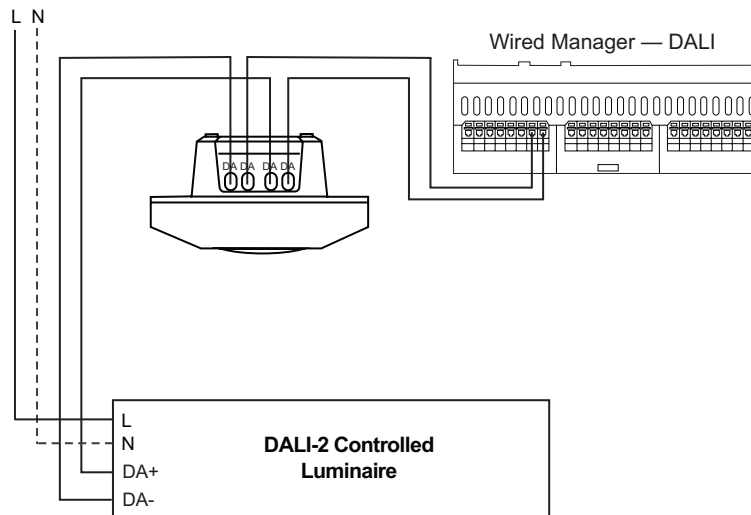 L N
Wired Manager — DALI
DA DA DA DA
L
N
DA+
DA-
DALI-2 Controlled
Luminaire